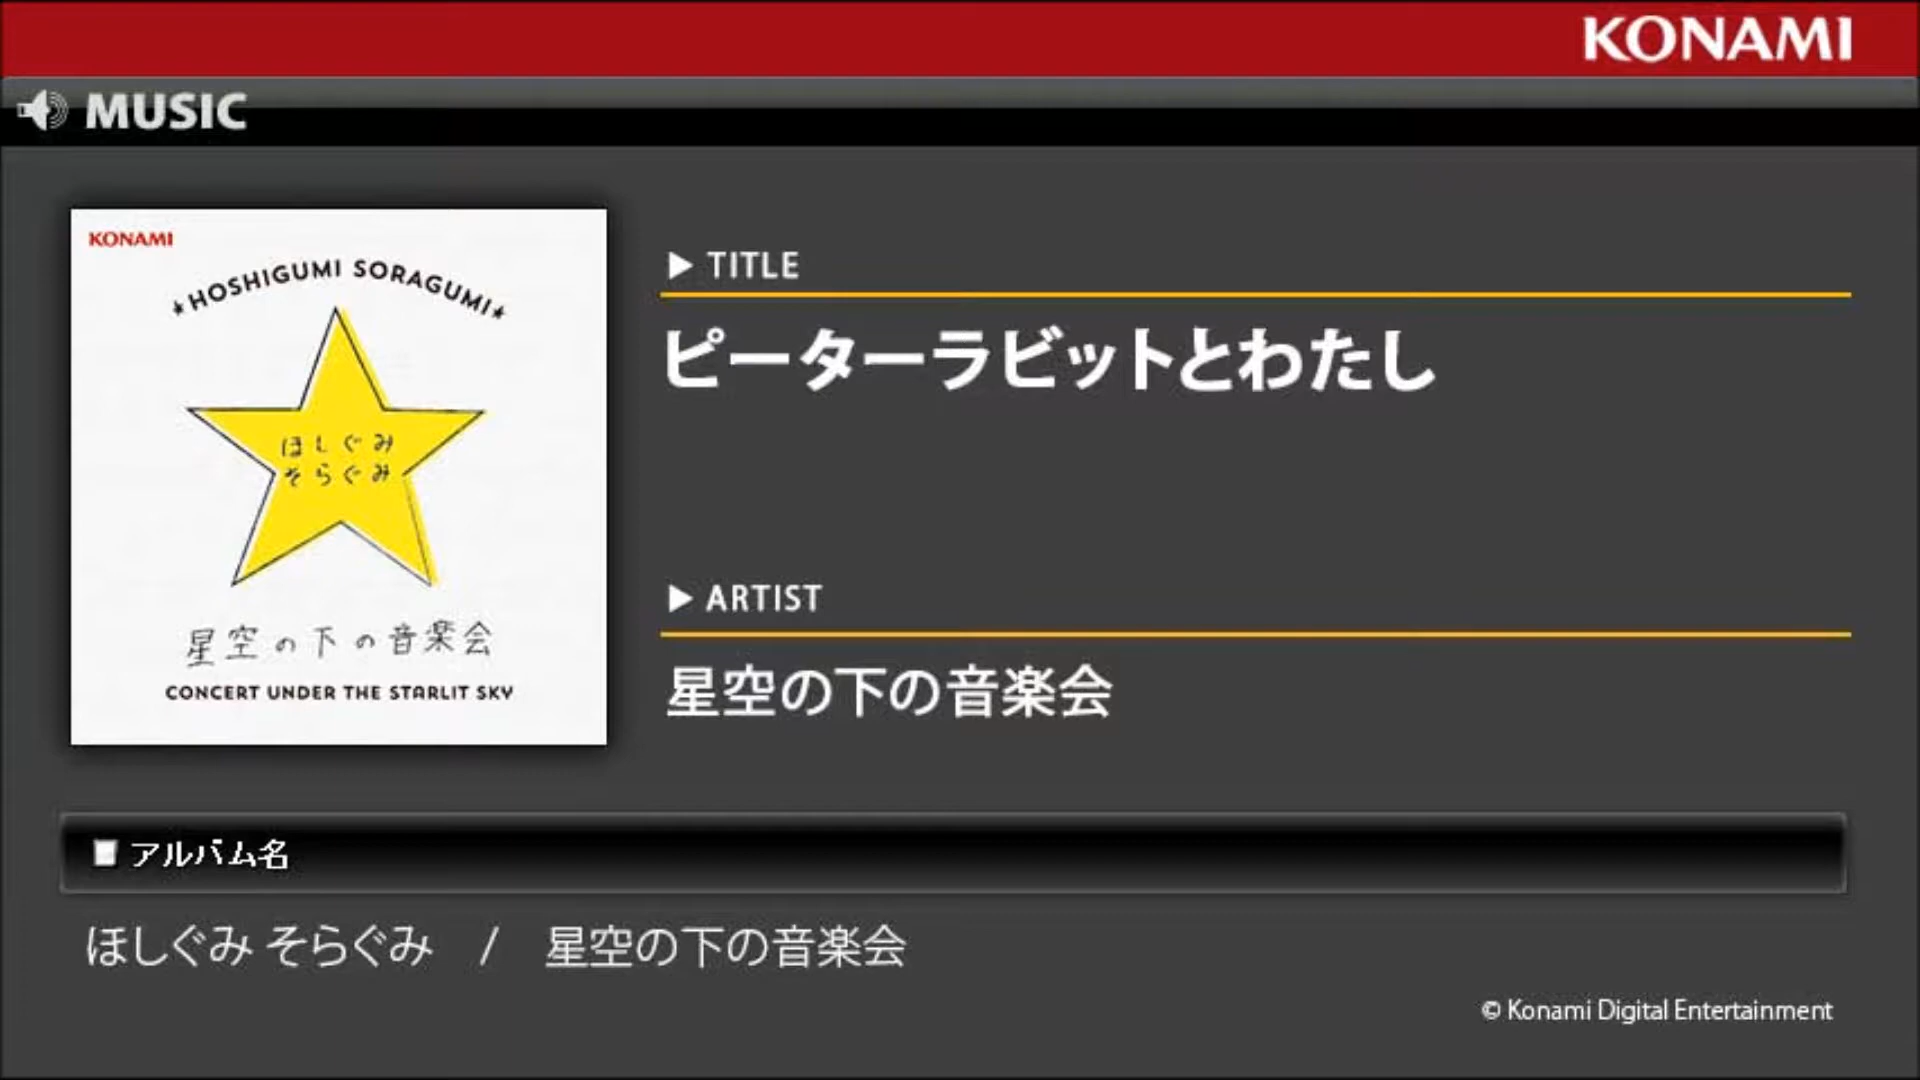 KONAMI
MUSIC
KONAMI
★HOSHIGUMI SORAGUMI★
ほしぐみ
そらぐみ
星空の下の音楽会
CONCERT UNDER THE STARLIT SKY
▶ TITLE
ピーターラビットとわたし
▶ ARTIST
星空の下の音楽会
■ アルバム名
ほしぐみ そらぐみ / 星空の下の音楽会
© Konami Digital Entertainment